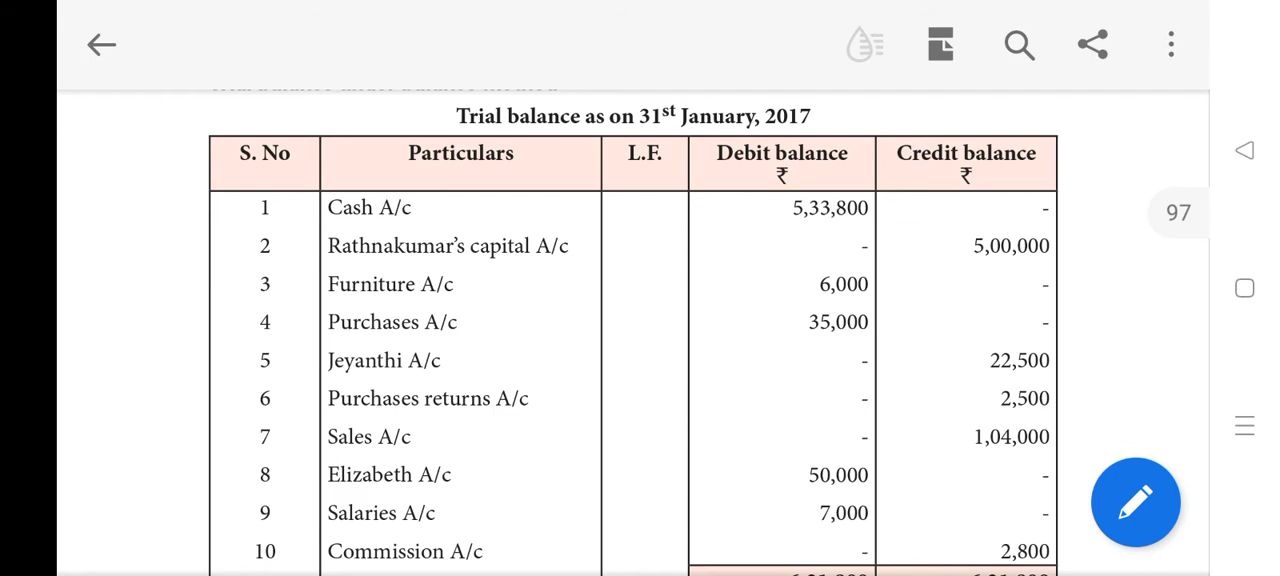 Trial balance as on 31st January, 2017
S. No Particulars L.F. Debit balance ₹ Credit balance ₹
1 Cash A/c 5,33,800 -
2 Rathnakumar’s capital A/c - 5,00,000
3 Furniture A/c 6,000 -
4 Purchases A/c 35,000 -
5 Jeyanthi A/c - 22,500
6 Purchases returns A/c - 2,500
7 Sales A/c - 1,04,000
8 Elizabeth A/c 50,000 -
9 Salaries A/c 7,000 -
10 Commission A/c - 2,800
97